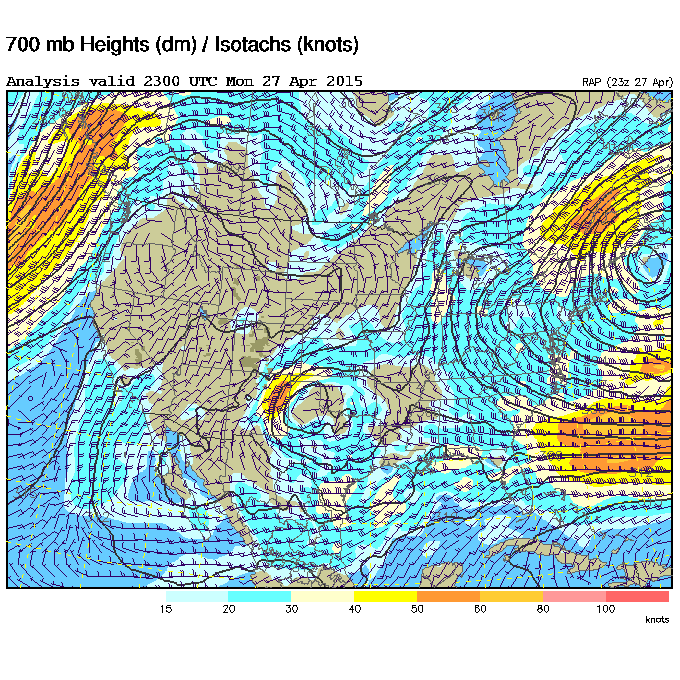 700 mb Heights (dm) / Isotachs (knots)
Analysis valid 2300 UTC Mon 27 Apr 2015
RAP (23z 27 Apr)
15 20 30 40 50 60 80 100
knots